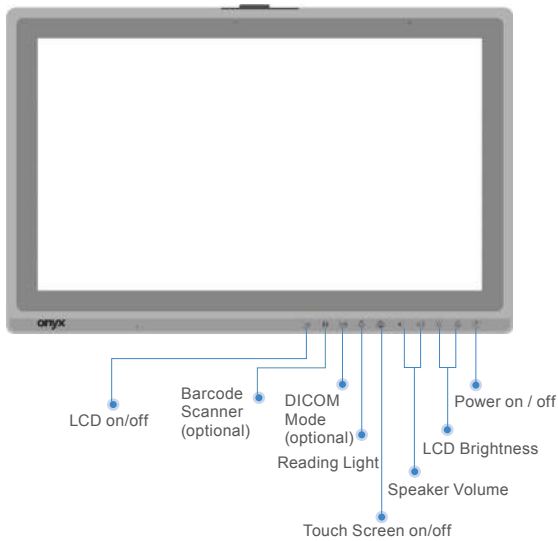 onyx
LCD on/off
Barcode
Scanner
(optional)
DICOM
Mode
(optional)
Reading Light
Touch Screen on/off
Speaker Volume
LCD Brightness
Power on / off